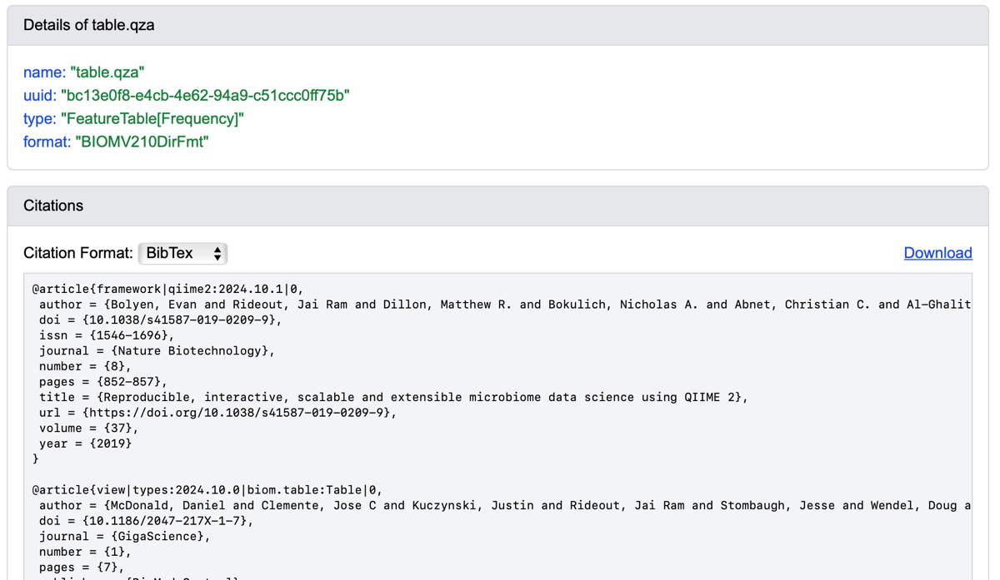 Details of table.qza
name: "table.qza"
uuid: "bc13e0f8-e4cb-4e62-94a9-c51ccc0ff75b"
type: "FeatureTable[Frequency]"
format: "BIOMV210DirFmt"
Citations
Citation Format: BibTex Download
@article{framework|qiime2:2024.10.1|0,
author = {Bolyen, Evan and Rideout, Jai Ram and Dillon, Matthew R. and Bokulich, Nicholas A. and Abnet, Christian C. and Al-Ghalit
doi = {10.1038/s41587-019-0209-9},
issn = {1546-1696},
journal = {Nature Biotechnology},
number = {8},
pages = {852-857},
title = {Reproducible, interactive, scalable and extensible microbiome data science using QIIME 2},
url = {https://doi.org/10.1038/s41587-019-0209-9},
volume = {37},
year = {2019}
}
@article{view|types:2024.10.0|biom.table:Table|0,
author = {McDonald, Daniel and Clemente, Jose C and Kuczynski, Justin and Rideout, Jai Ram and Stombaugh, Jesse and Wendel, Doug a
doi = {10.1186/2047-217X-1-7},
journal = {GigaScience},
number = {1},
pages = {7},